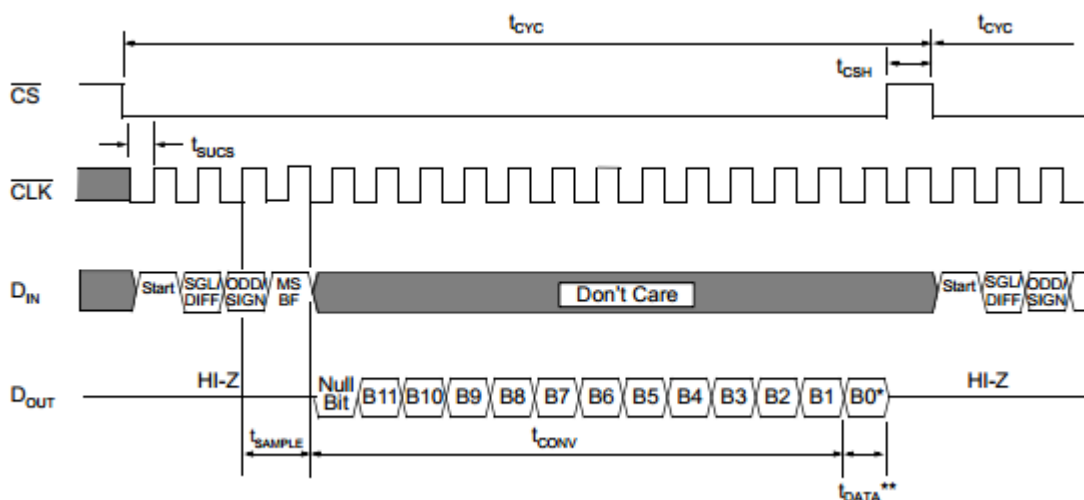 tCYC tCYC
tCSH
CS
tSUCS
CLK
DIN Start SGL/ DIFF ODD/ SIGN MS BF Don't Care Start SGL/ DIFF ODD/ SIGN
DOUT HI-Z Null Bit B11 B10 B9 B8 B7 B6 B5 B4 B3 B2 B1 B0* HI-Z
tSAMPLE tCONV
tDATA**